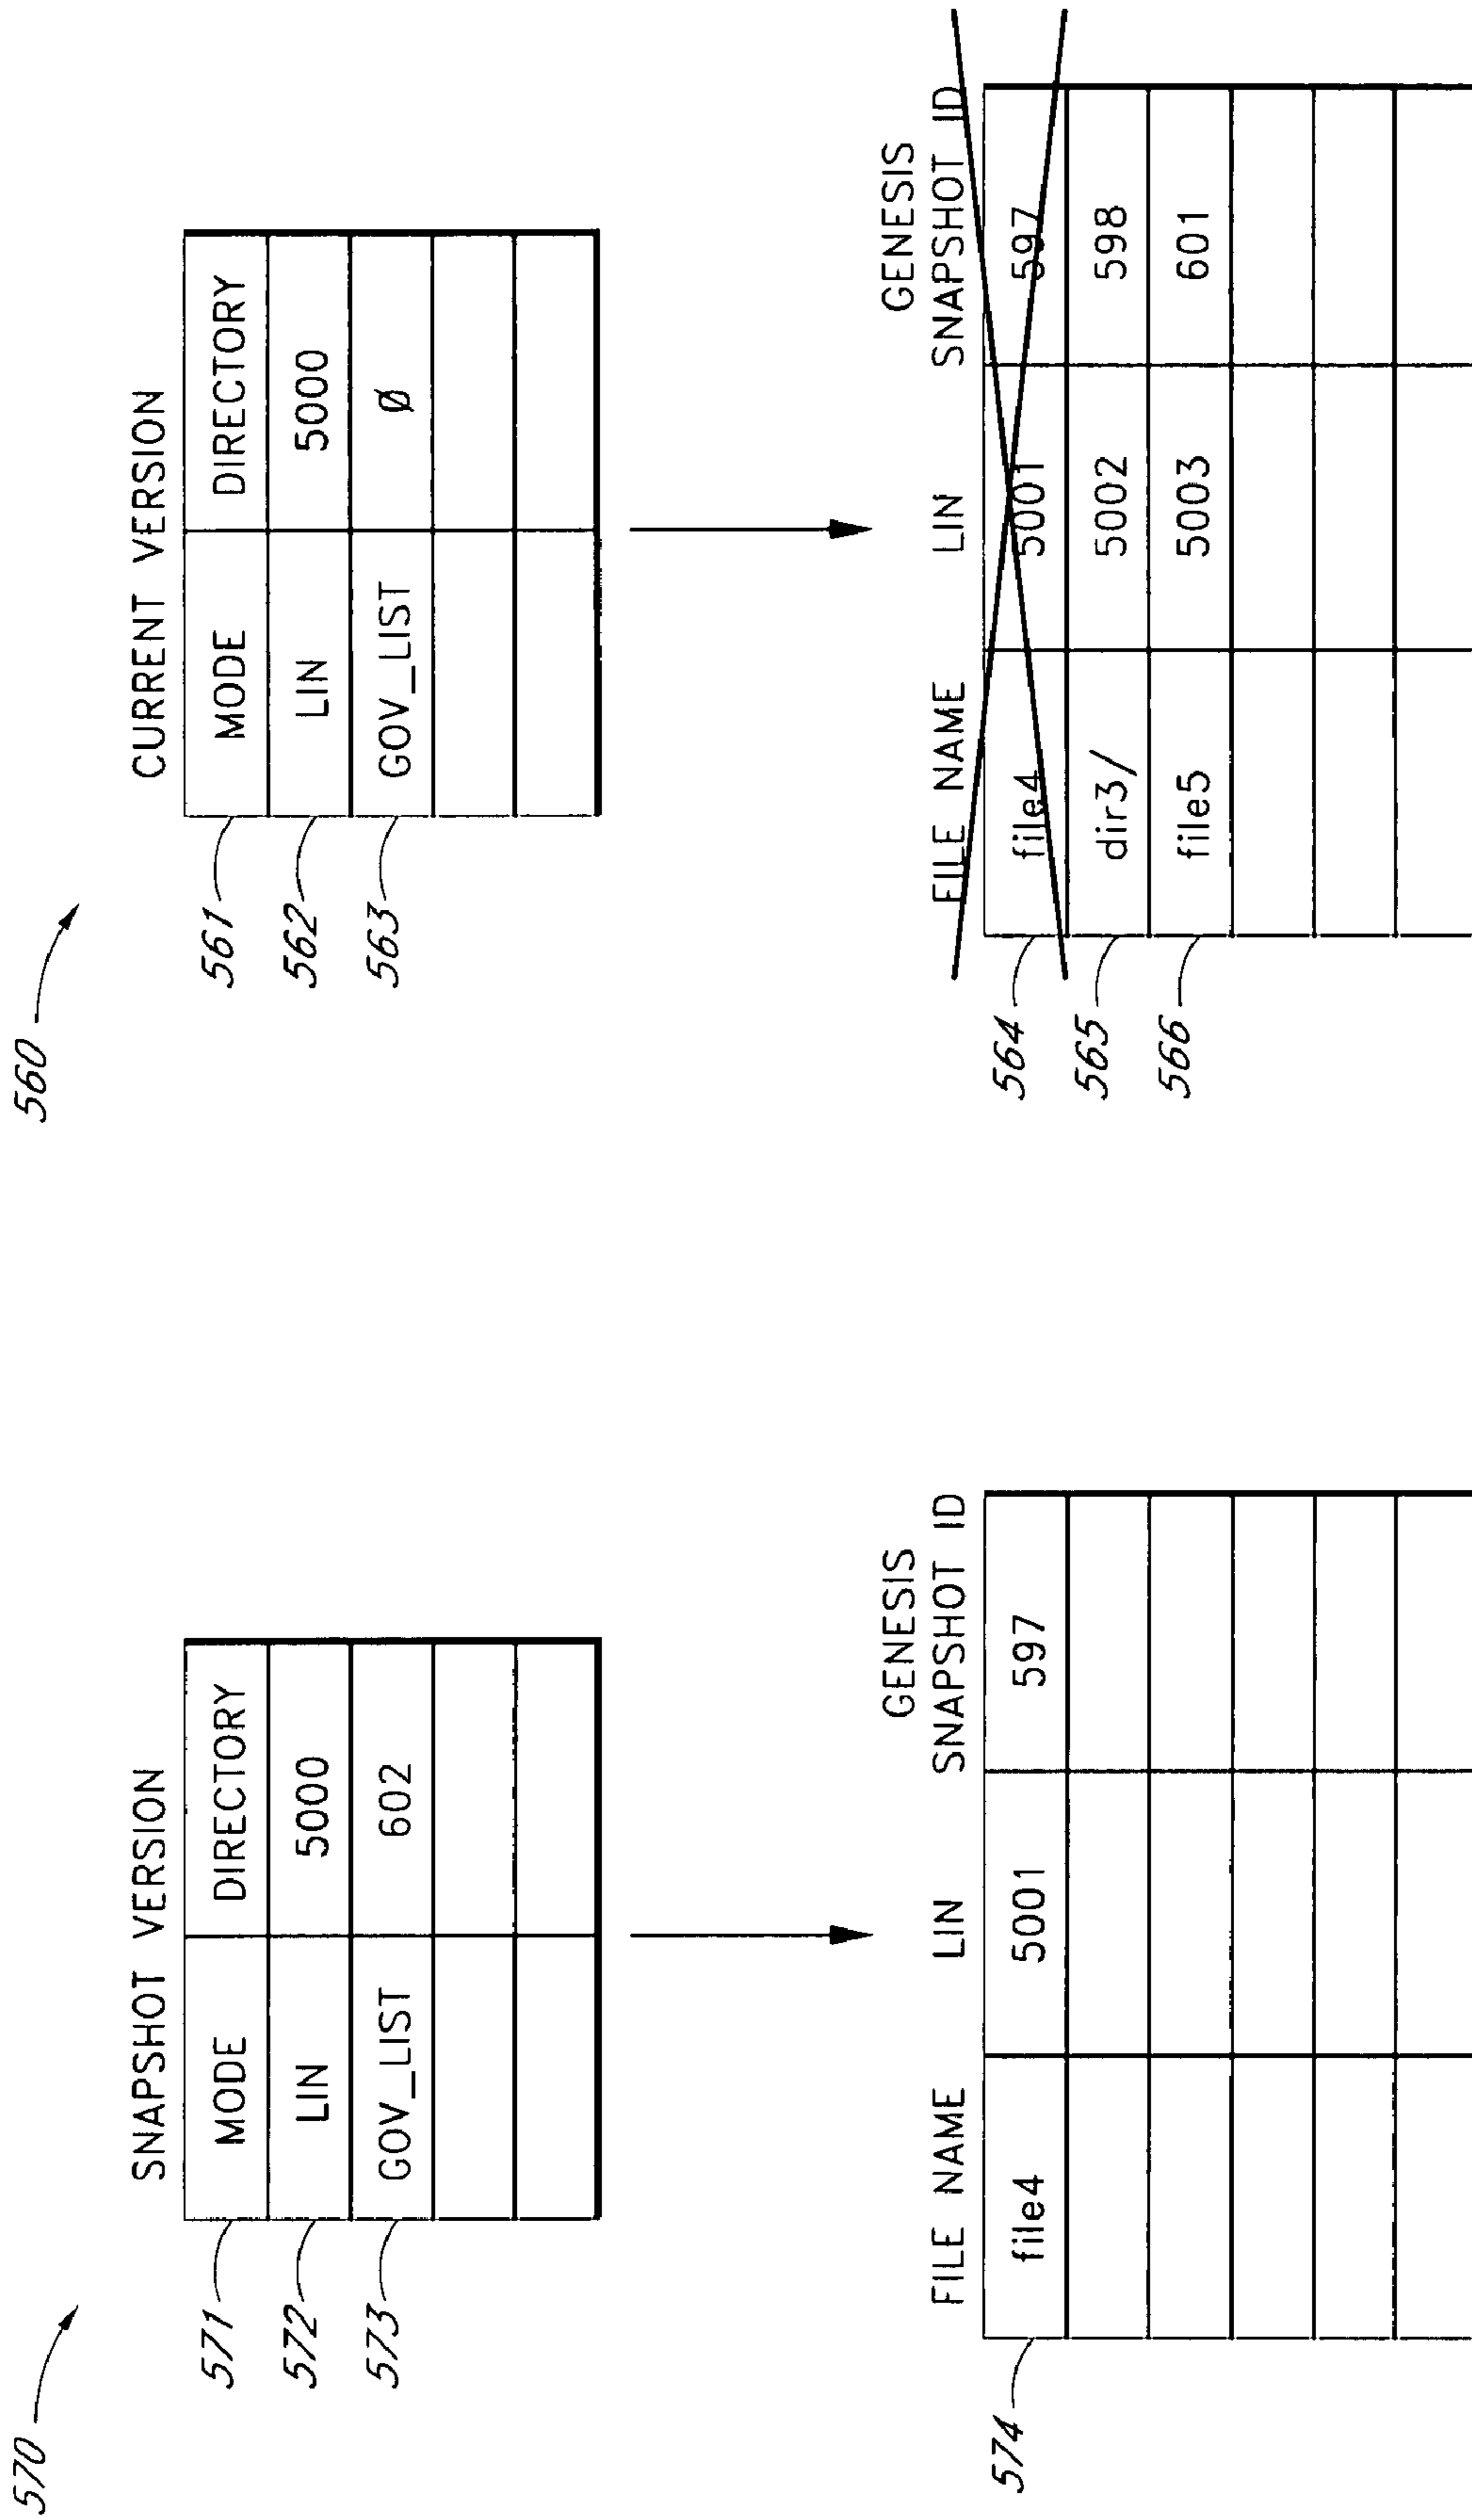 570
SNAPSHOT VERSION
571 MODE DIRECTORY
572 LIN 5000
573 GOV_LIST 602
GENESIS
FILE NAME LIN SNAPSHOT ID
574 file4 5001 597
560
CURRENT VERSION
561 MODE DIRECTORY
562 LIN 5000
563 GOV_LIST Ø
GENESIS
FILE NAME LIN SNAPSHOT ID
564 file4 5001 597
565 dir3/ 5002 598
566 file5 5003 601